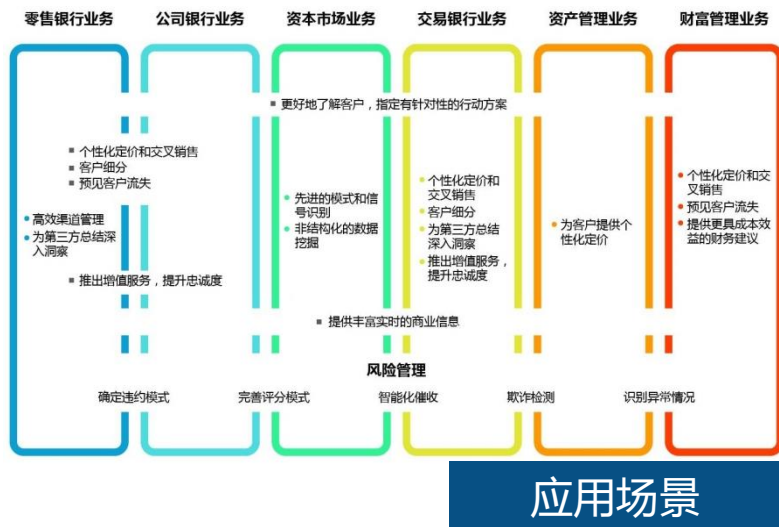 零售银行业务 公司银行业务 资本市场业务 交易银行业务 资产管理业务 财富管理业务
更好地了解客户，指定有针对性的行动方案
个性化定价和交叉销售
客户细分
预见客户流失
高效渠道管理
为第三方总结深
入洞察
推出增值服务，提升忠诚度
先进的模式和信
号识别
非结构化的数据
挖掘
个性化定价和
交叉销售
客户细分
为第三方总结
深入洞察
推出增值服务，
提升忠诚度
为客户提供个
性化定价
个性化定价和交
叉销售
预见客户流失
提供更具成本效
益的财务建议
提供丰富实时的商业信息
风险管理
确定违约模式 完善评分模式 智能化催收 欺诈检测 识别异常情况
应用场景